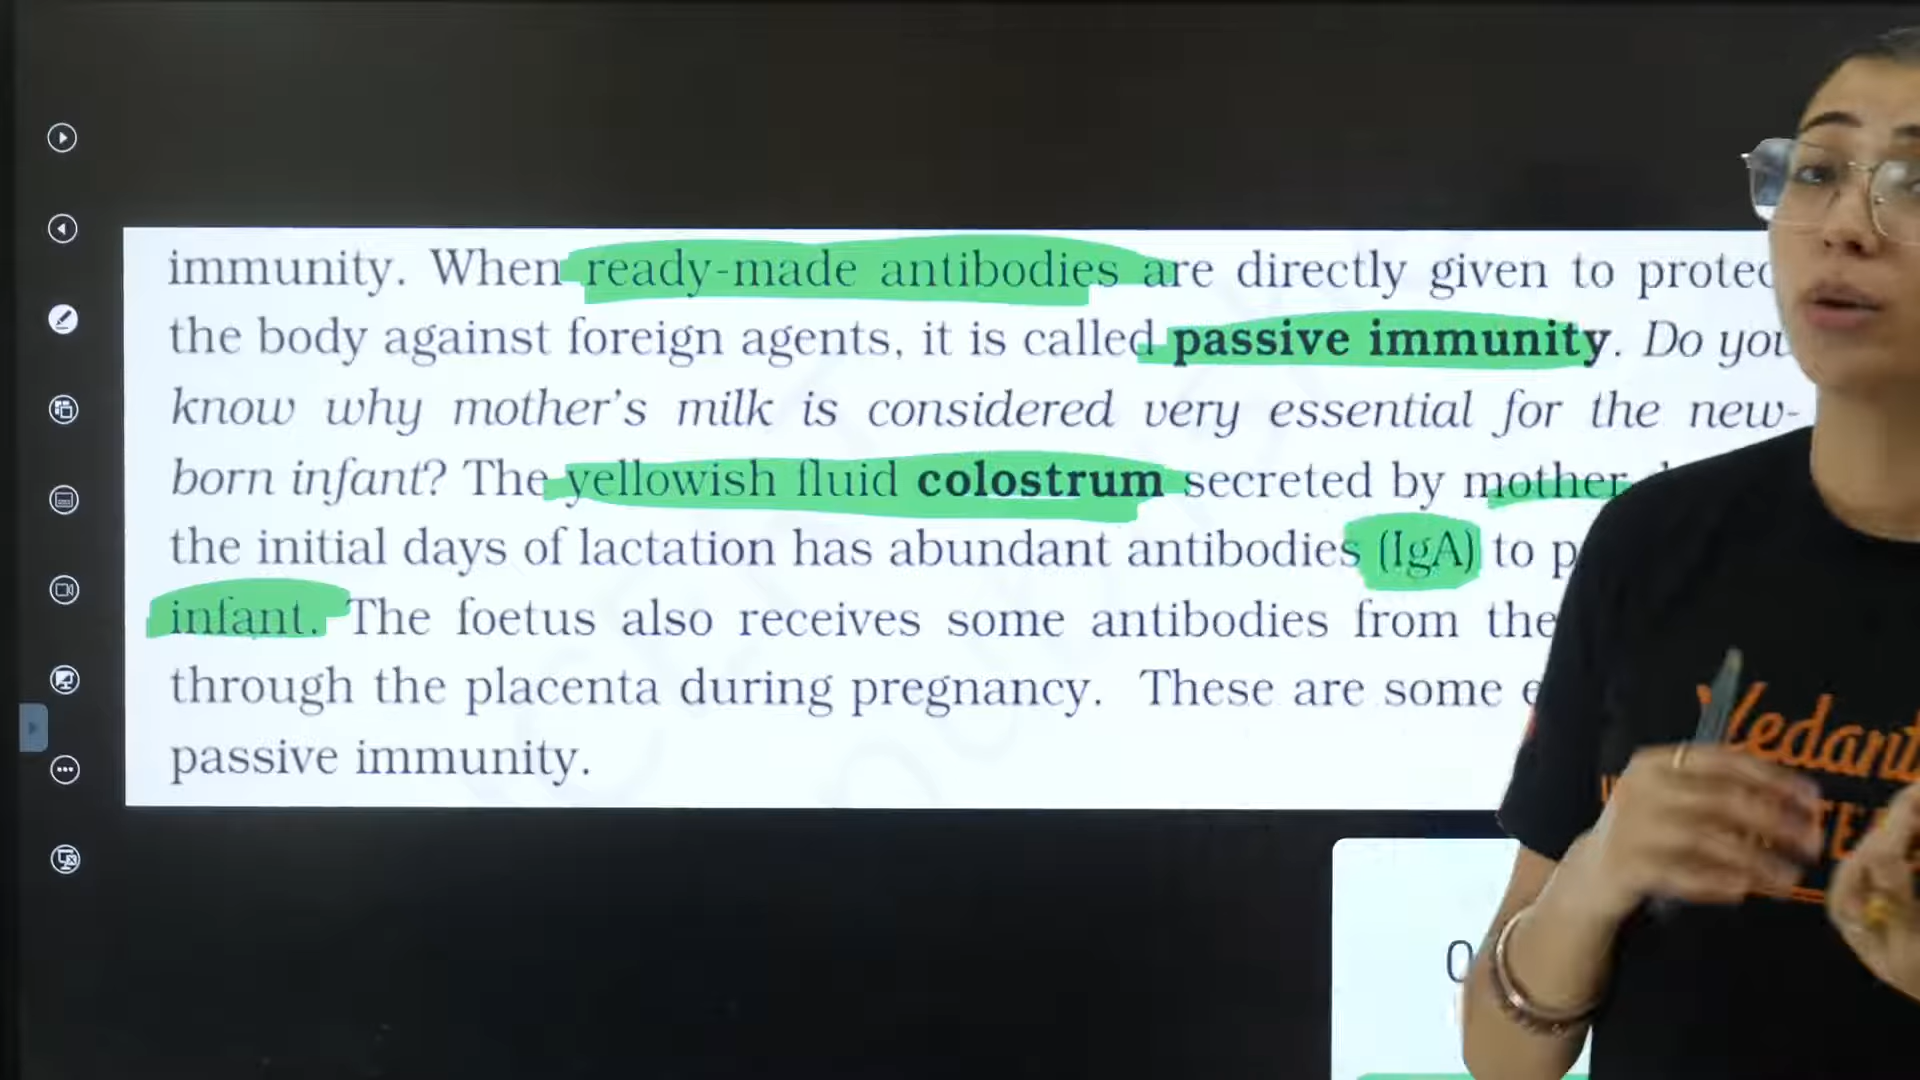 immunity. When ready-made antibodies are directly given to
the body against foreign agents, it is called passive immunity. Do
know why mother's milk is considered very essential for the new-
born infant? The yellowish fluid colostrum secreted by mother
the initial days of lactation has abundant antibodies (IgA) to
infant. The foetus also receives some antibodies from the
through the placenta during pregnancy. These are some
passive immunity.